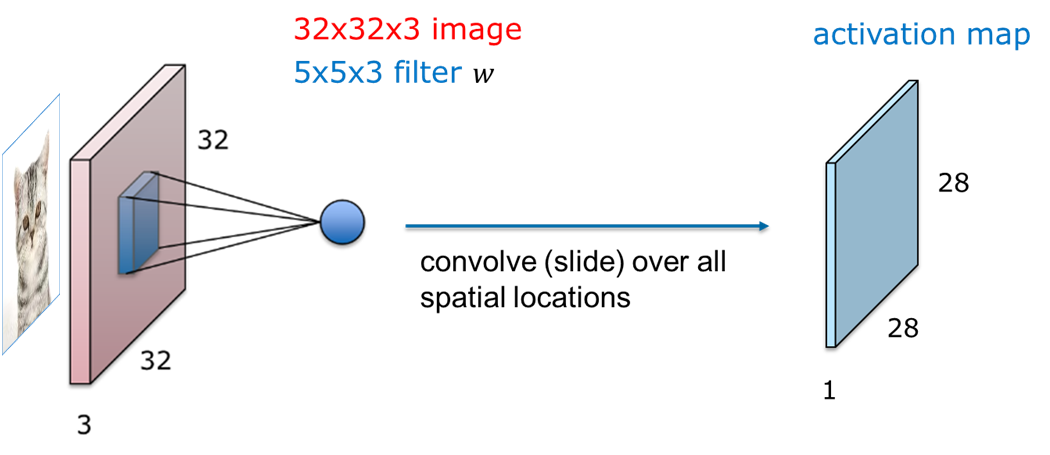 32x32x3 image
5x5x3 filter w
activation map
32
32
3
convolve (slide) over all
spatial locations
28
28
1